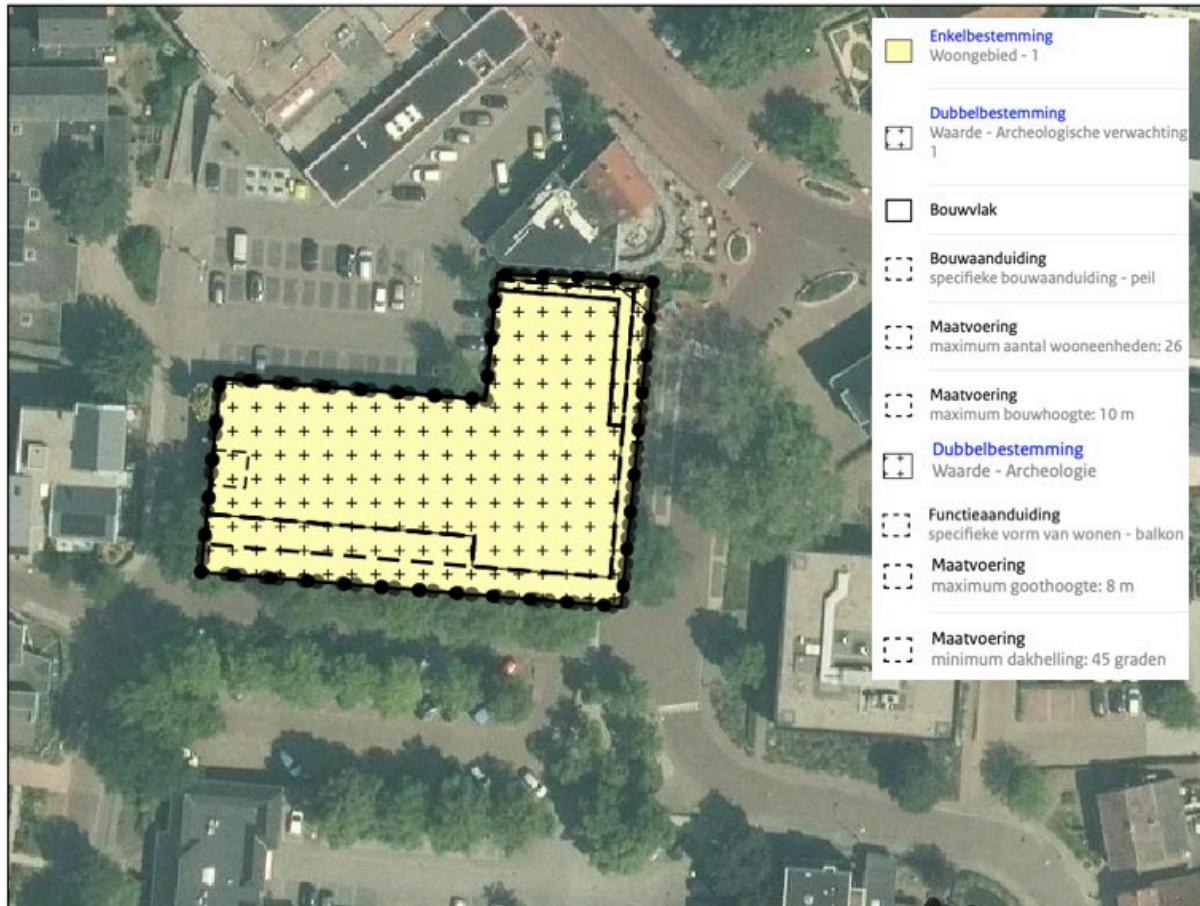 Enkelbestemming
Woongebied - 1
Dubbelbestemming
Waarde - Archeologische verwachting
1
Bouwvlak
Bouwaanduiding
specifieke bouwaanduiding - peil
Maatvoering
maximum aantal wooneenheden: 26
Maatvoering
maximum bouwhoogte: 10 m
Dubbelbestemming
Waarde - Archeologie
Functieaanduiding
specifieke vorm van wonen - balkon
Maatvoering
maximum goothoogte: 8 m
Maatvoering
minimum dakhelling: 45 graden